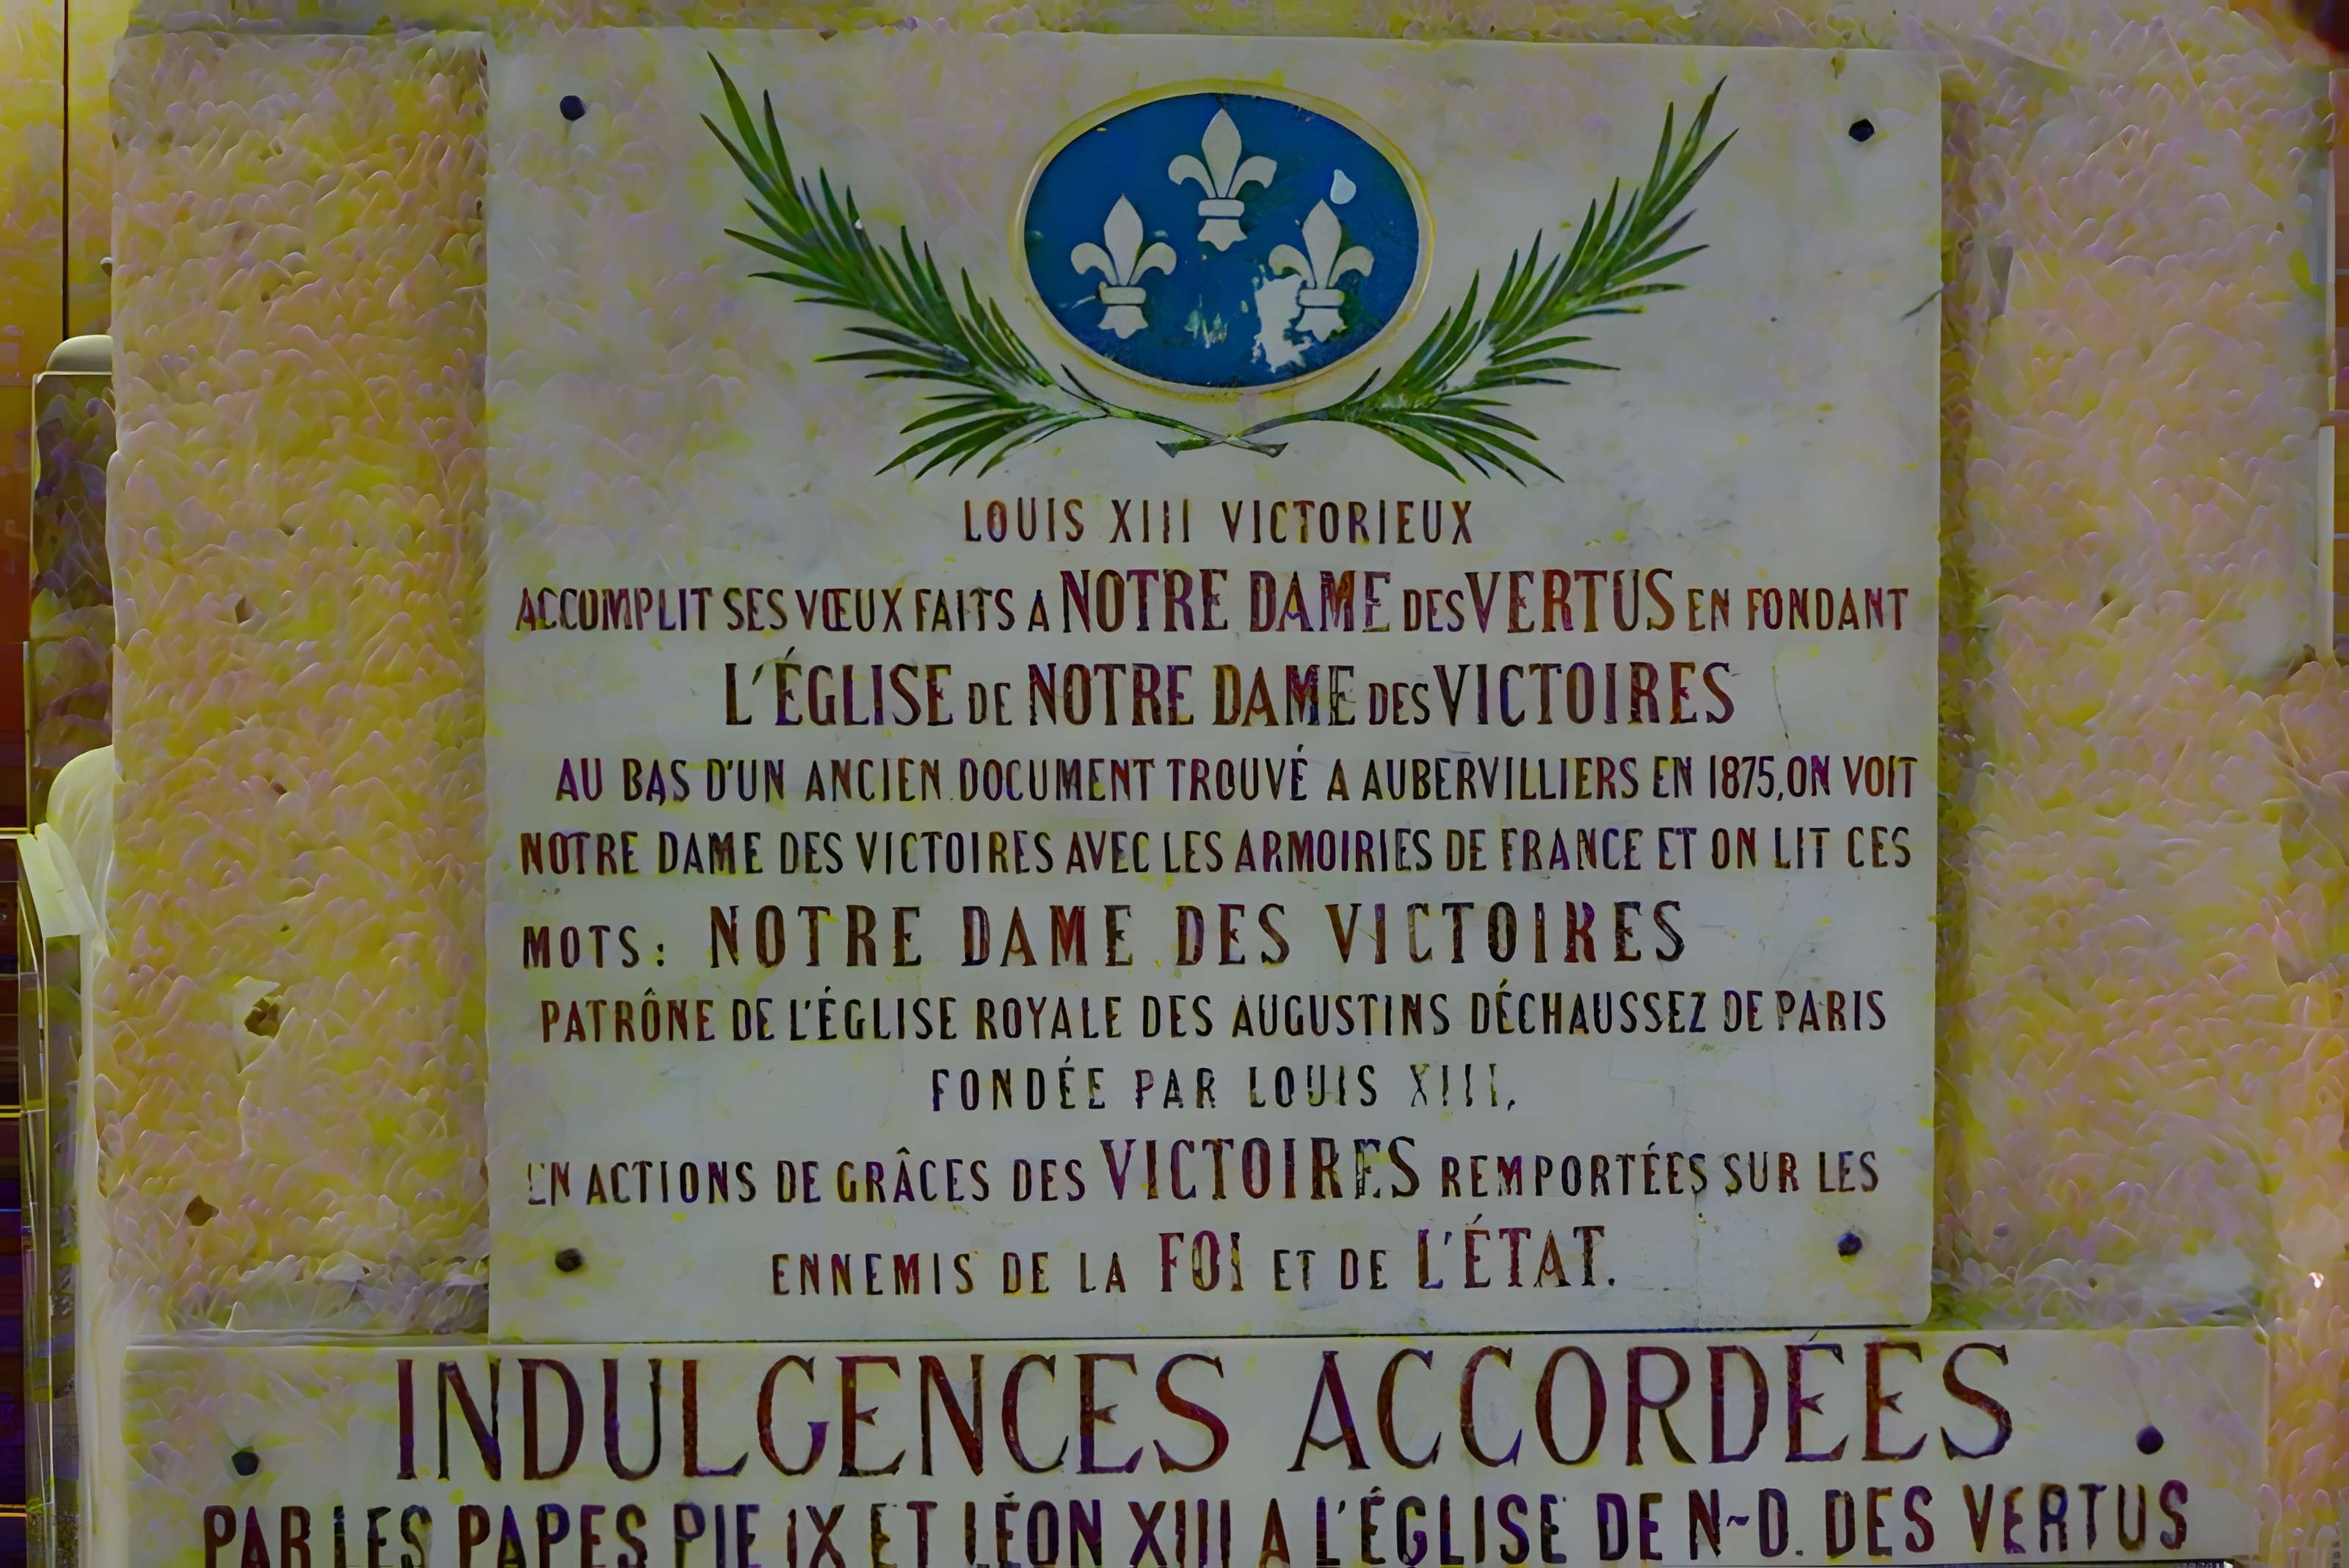 LOUIS XIII VICTORIEUX
ACCOMPLIT SES VŒUX FAITS A NOTRE DAME DES VERTUS EN FONDANT
L'ÉGLISE DE NOTRE DAME DES VICTOIRES
AU BAS D'UN ANCIEN DOCUMENT TROUVÉ A AUBERVILLIERS EN 1875, ON VOIT
NOTRE DAME DES VICTOIRES AVEC LES ARMOIRIES DE FRANCE ET ON LIT CES
MOTS: NOTRE DAME DES VICTOIRES
PATRÔNE DE L'ÉGLISE ROYALE DES AUGUSTINS DÉCHAUSSEZ DE PARIS
FONDÉE PAR LOUIS XIII,
EN ACTIONS DE GRÂCES DES VICTOIRES REMPORTÉES SUR LES
ENNEMIS DE LA FOI ET DE L'ÉTAT.
INDULGENCES ACCORDÉES
PAR LES PAPES PIE IX ET LÉON XIII A L'ÉGLISE DE N~D. DES VERTUS